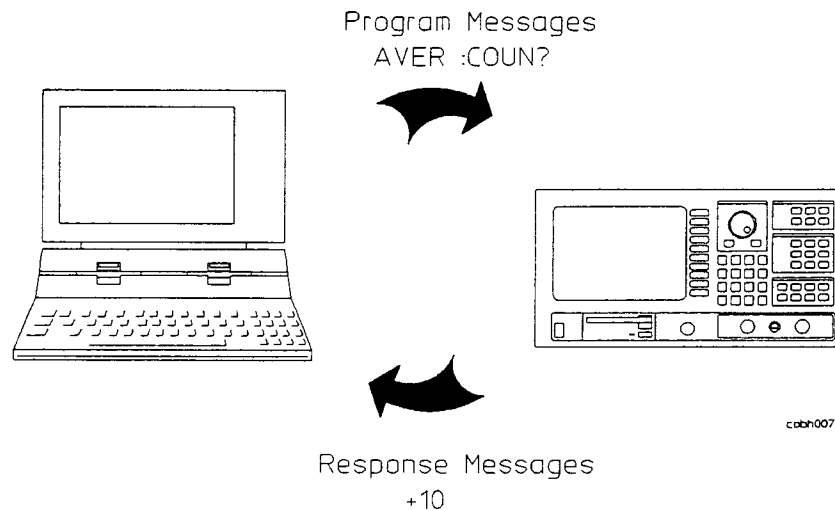 Program Messages
AVER :COUN?
cobh007
Response Messages
+10